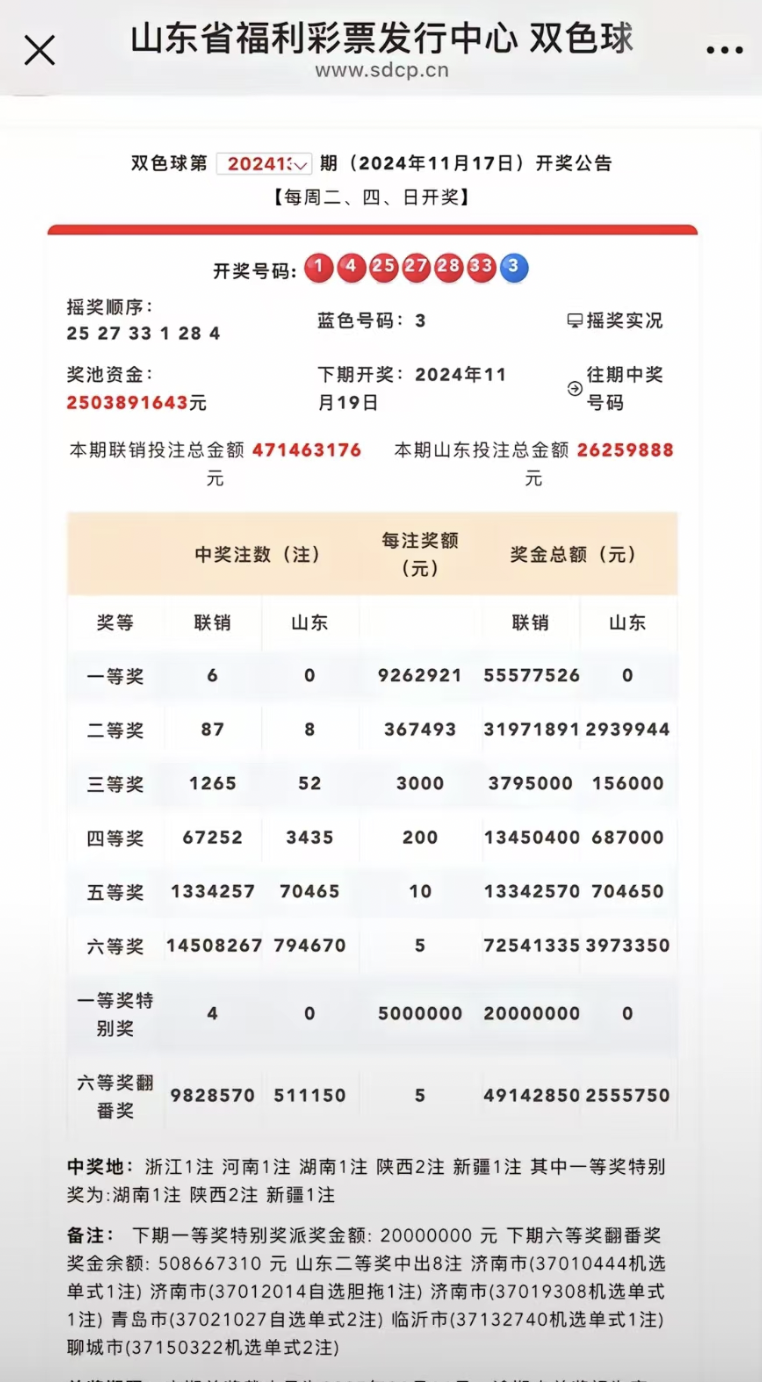 山东省福利彩票发行中心 双色球
www.sdcp.cn
双色球第 202413 期（2024年11月17日）开奖公告
【每周二、四、日开奖】
开奖号码: 1 4 25 27 28 33 3
摇奖顺序:
25 27 33 1 28 4
蓝色号码: 3
摇奖实况
奖池资金:
2503891643元
下期开奖: 2024年11
月19日
往期中奖
号码
本期联销投注总金额 471463176
元
本期山东投注总金额 26259888
元
中奖注数（注） 每注奖额（元） 奖金总额（元）
奖等 联销 山东 联销 山东
一等奖 6 0 9262921 55577526 0
二等奖 87 8 367493 31971891 2939944
三等奖 1265 52 3000 3795000 156000
四等奖 67252 3435 200 13450400 687000
五等奖 1334257 70465 10 13342570 704650
六等奖 14508267 794670 5 72541335 3973350
一等奖特别奖 4 0 5000000 20000000 0
六等奖翻番奖 9828570 511150 5 49142850 2555750
中奖地: 浙江1注 河南1注 湖南1注 陕西2注 新疆1注 其中一等奖特别
奖为:湖南1注 陕西2注 新疆1注
备注: 下期一等奖特别奖派奖金额: 20000000 元 下期六等奖翻番奖
奖金余额: 508667310 元 山东二等奖中出8注 济南市(37010444机选
单式1注) 济南市(37012014自选胆拖1注) 济南市(37019308机选单式
1注) 青岛市(37021027自选单式2注) 临沂市(37132740机选单式1注)
聊城市(37150322机选单式2注)